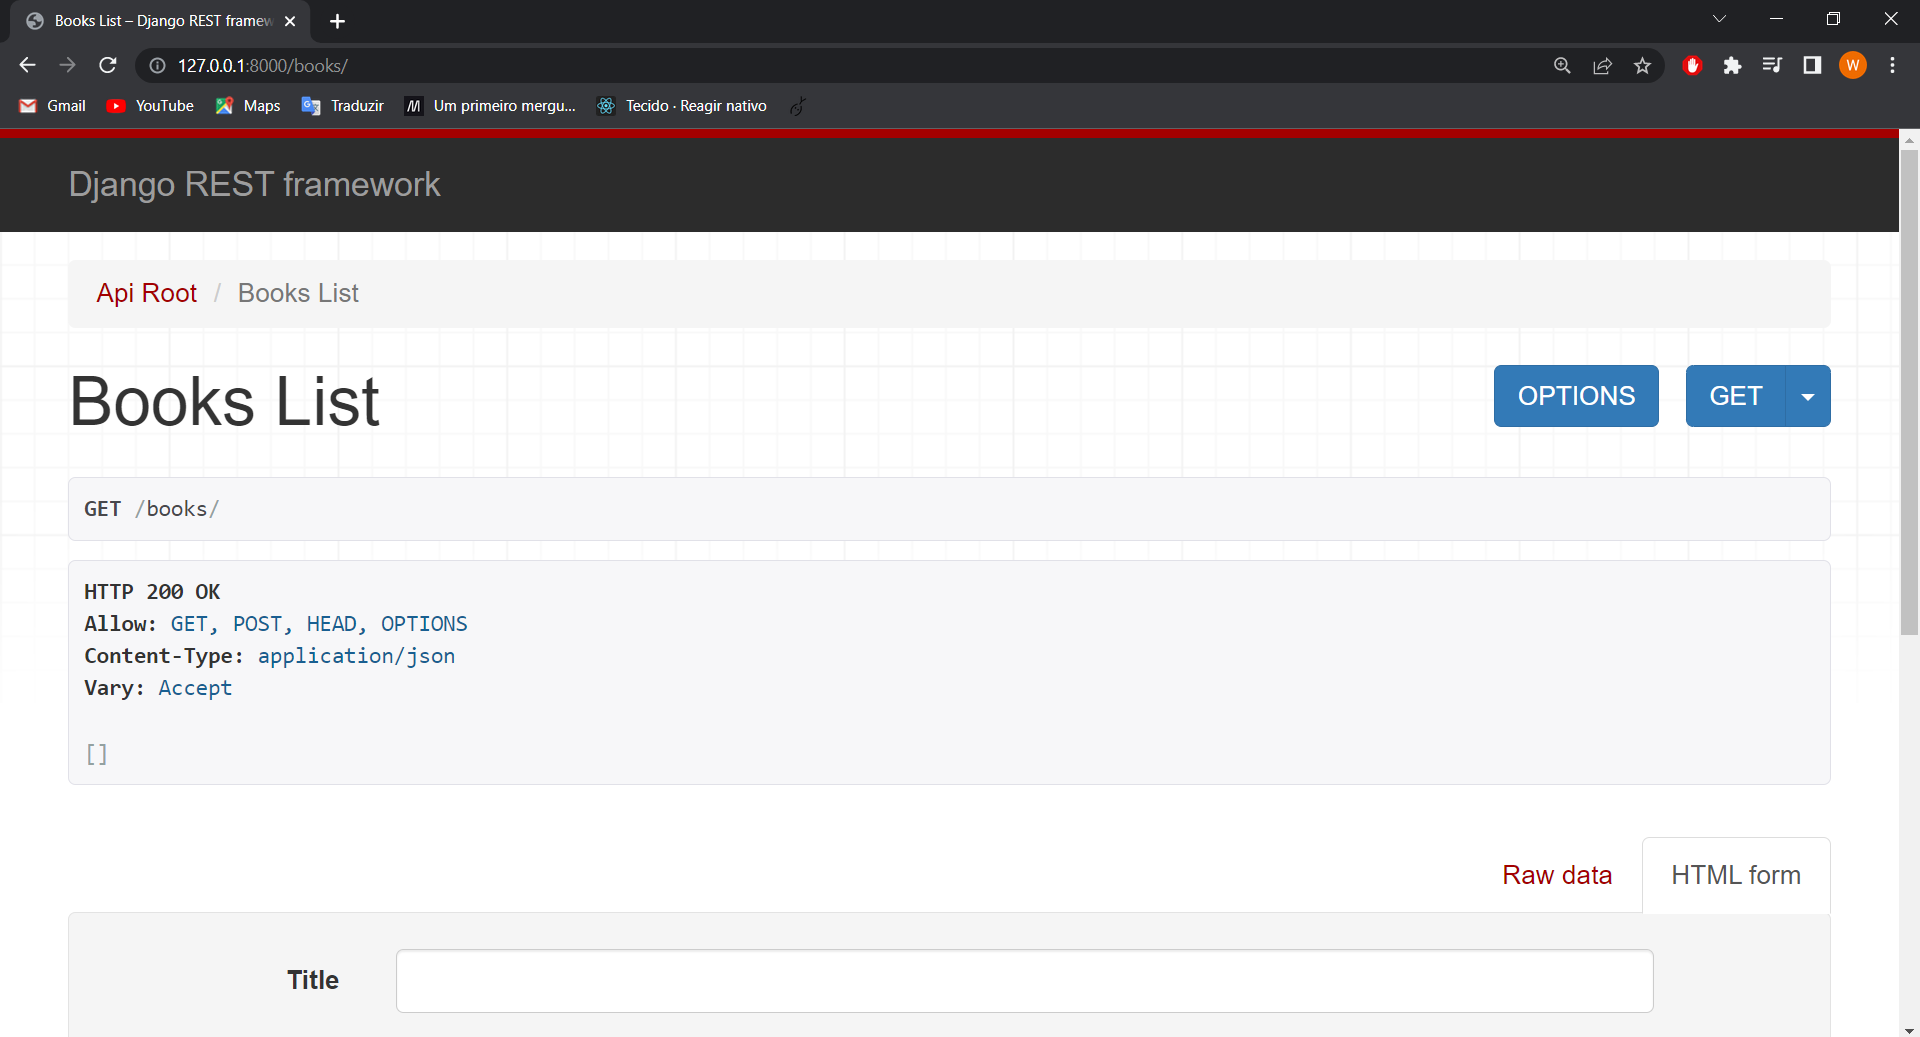 Books List – Django REST framew
127.0.0.1:8000/books/
W
Gmail YouTube Maps Traduzir Um primeiro mergu... Tecido · Reagir nativo
Django REST framework
Api Root / Books List
Books List
OPTIONS GET
GET /books/
HTTP 200 OK
Allow: GET, POST, HEAD, OPTIONS
Content-Type: application/json
Vary: Accept
[]
Raw data HTML form
Title